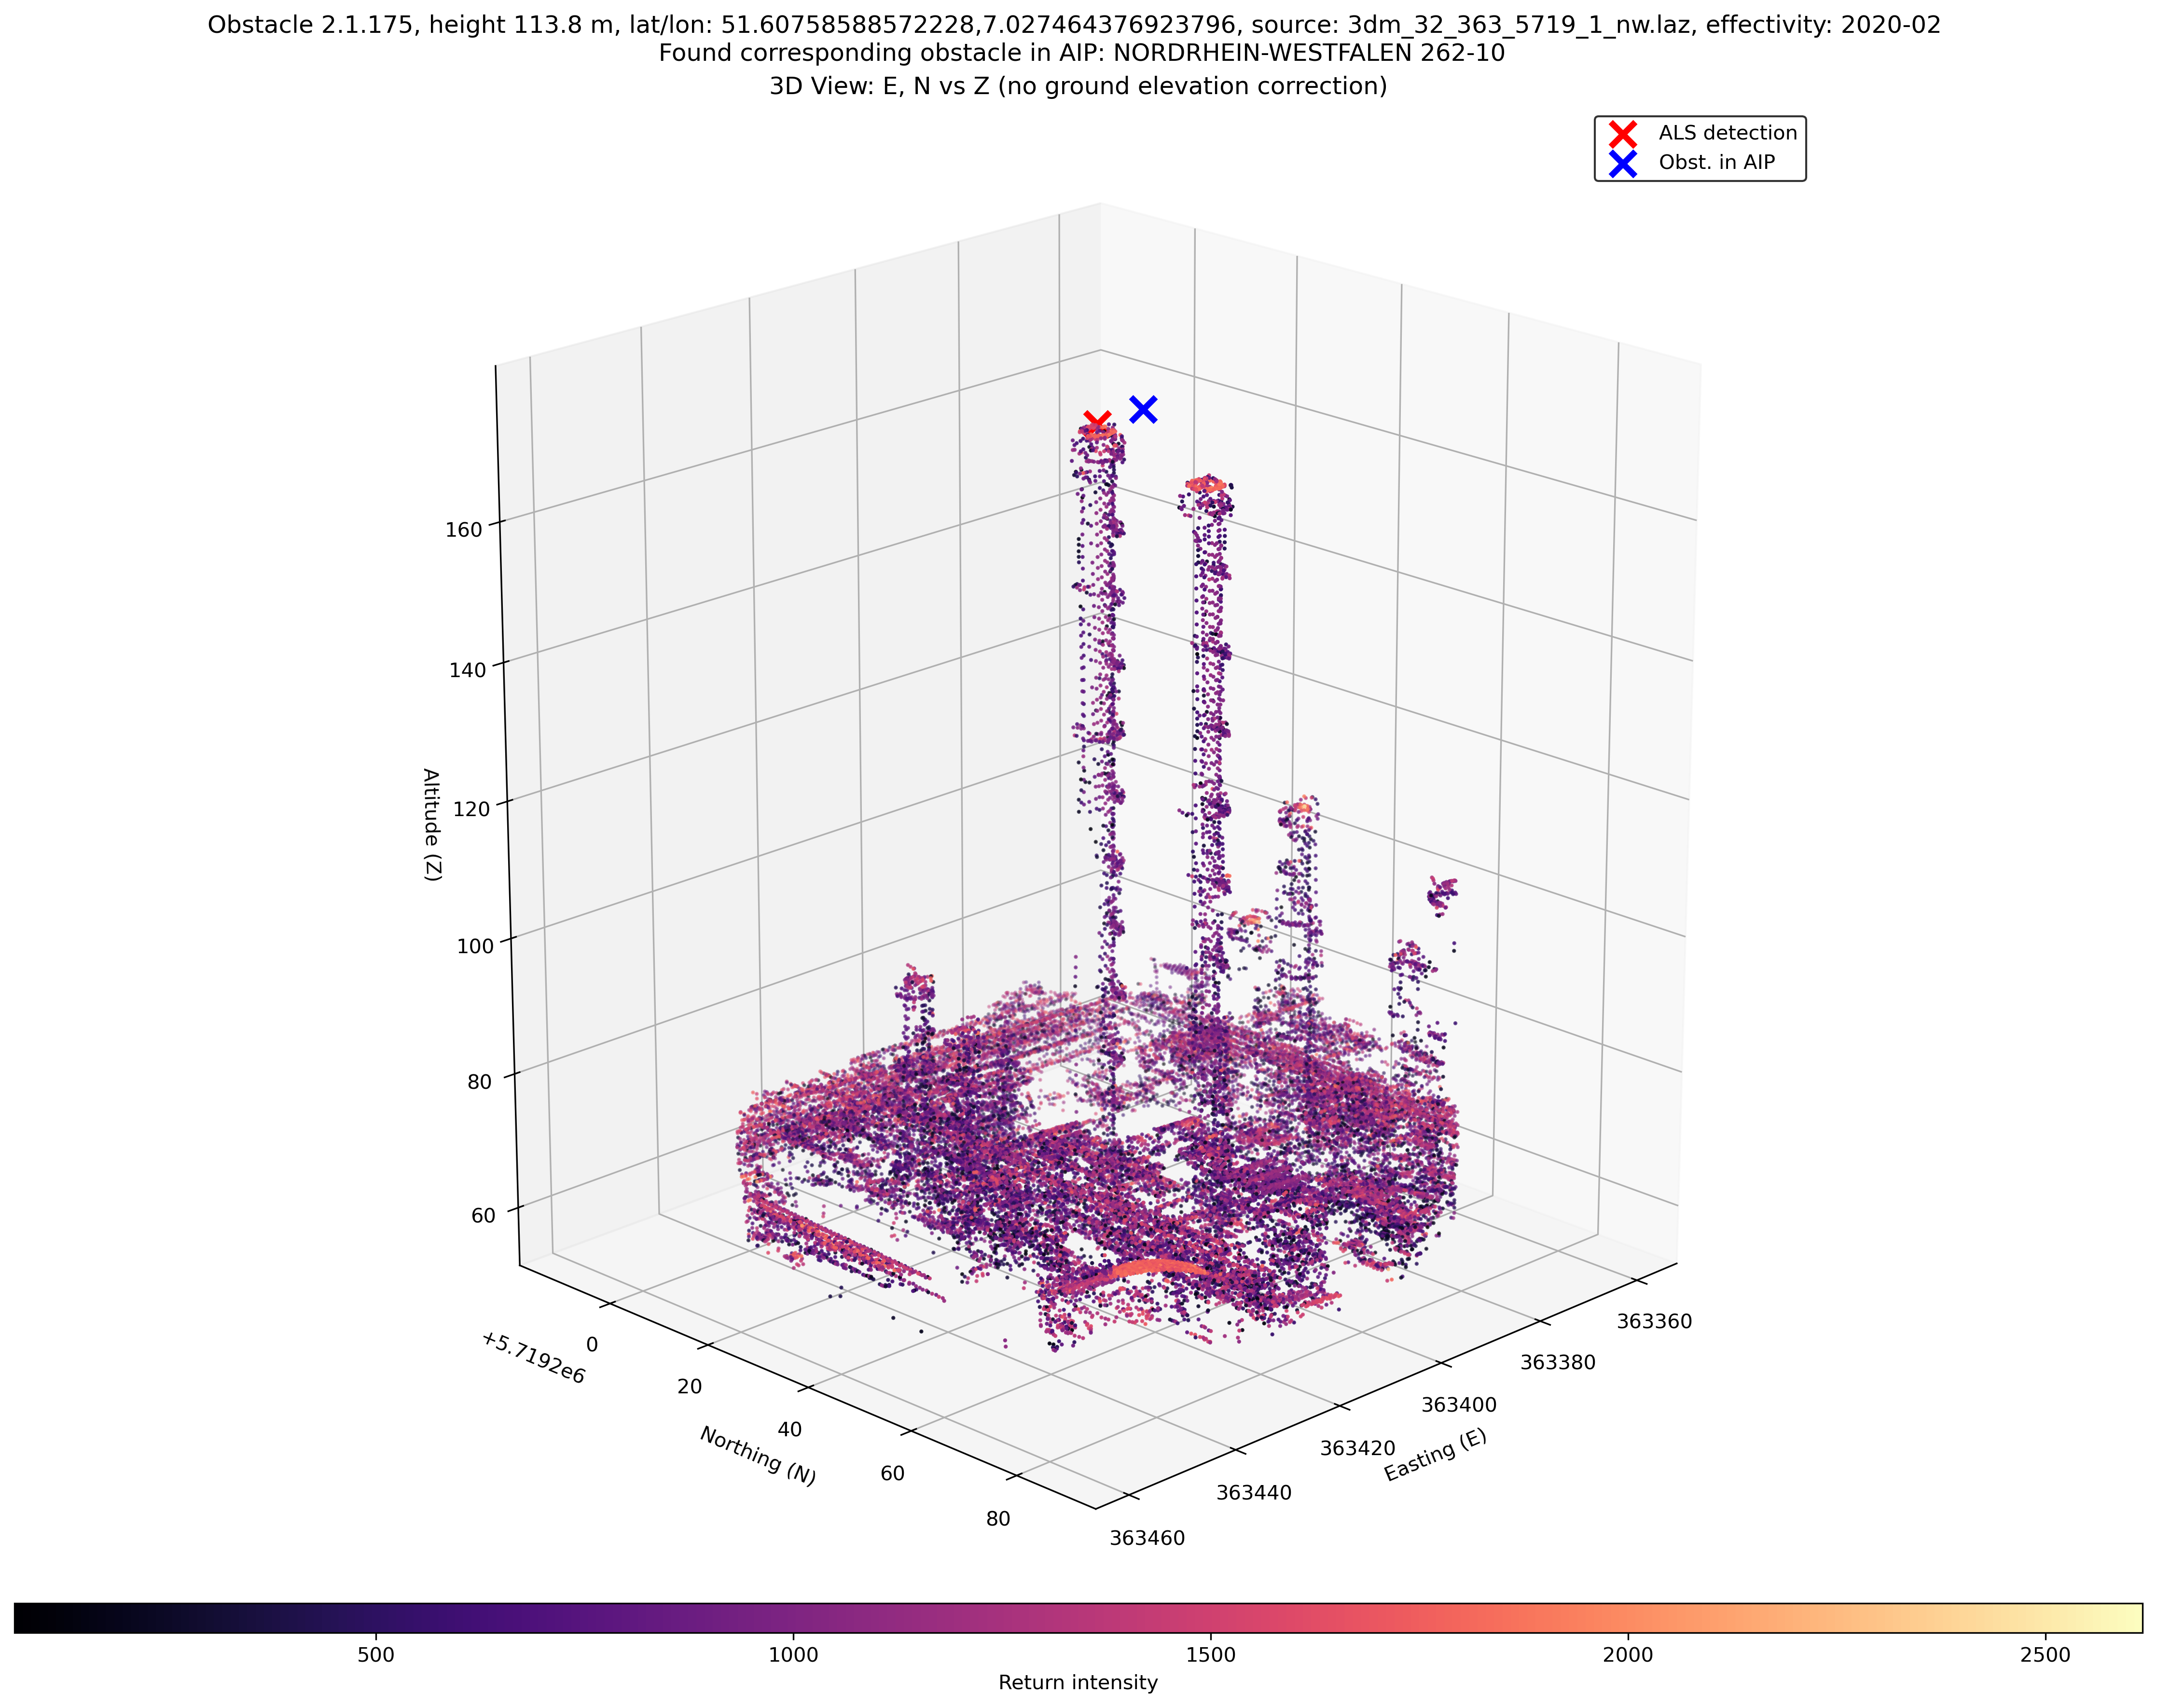 Obstacle 2.1.175, height 113.8 m, lat/lon: 51.60758588572228,7.027464376923796, source: 3dm_32_363_5719_1_nw.laz, effectivity: 2020-02
Found corresponding obstacle in AIP: NORDRHEIN-WESTFALEN 262-10
3D View: E, N vs Z (no ground elevation correction)
ALS detection
Obst. in AIP
160
140
120
100
80
60
Altitude (Z)
+5.7192e6
0
20
40
60
80
Northing (N)
363360
363380
363400
363420
363440
363460
Easting (E)
500
1000
1500
2000
2500
Return intensity